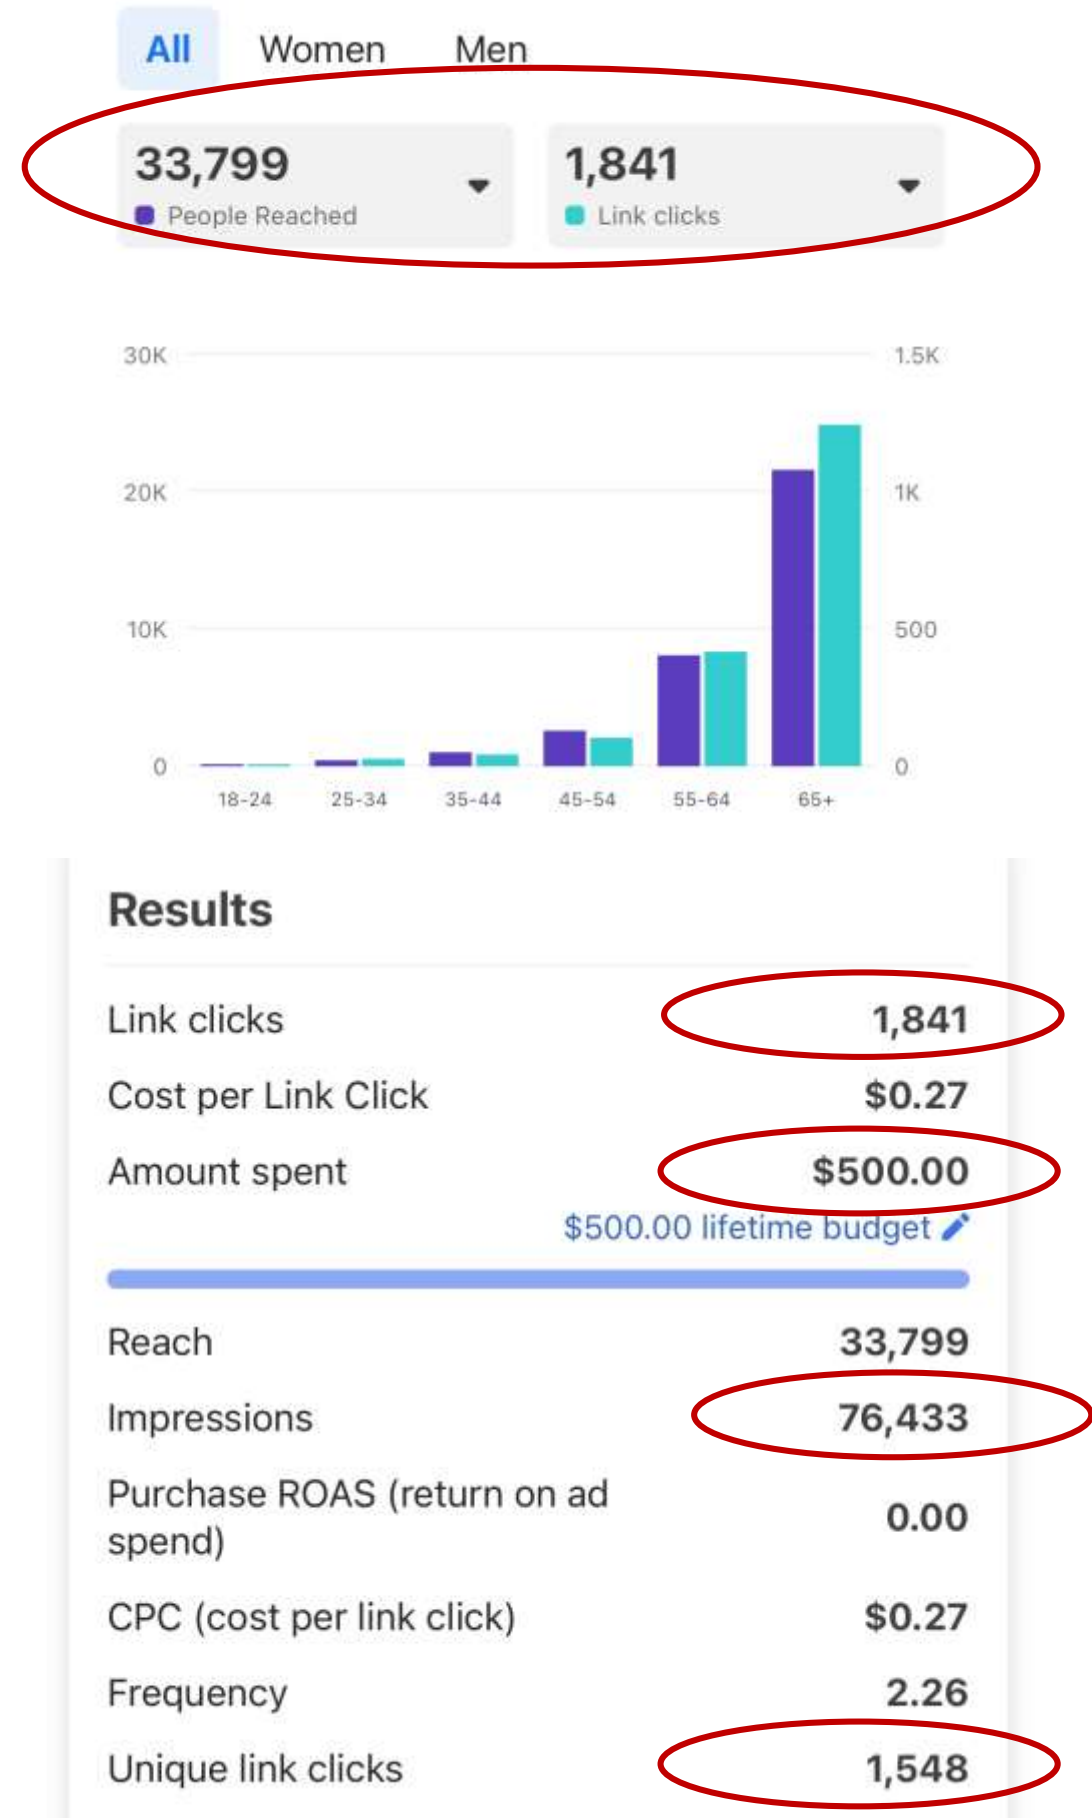 All Women Men
33,799 1,841
People Reached Link clicks
30K 1.5K
20K 1K
10K 500
0 0
18-24 25-34 35-44 45-54 55-64 65+
Results
Link clicks 1,841
Cost per Link Click $0.27
Amount spent $500.00
$500.00 lifetime budget
Reach 33,799
Impressions 76,433
Purchase ROAS (return on ad
spend) 0.00
CPC (cost per link click) $0.27
Frequency 2.26
Unique link clicks 1,548